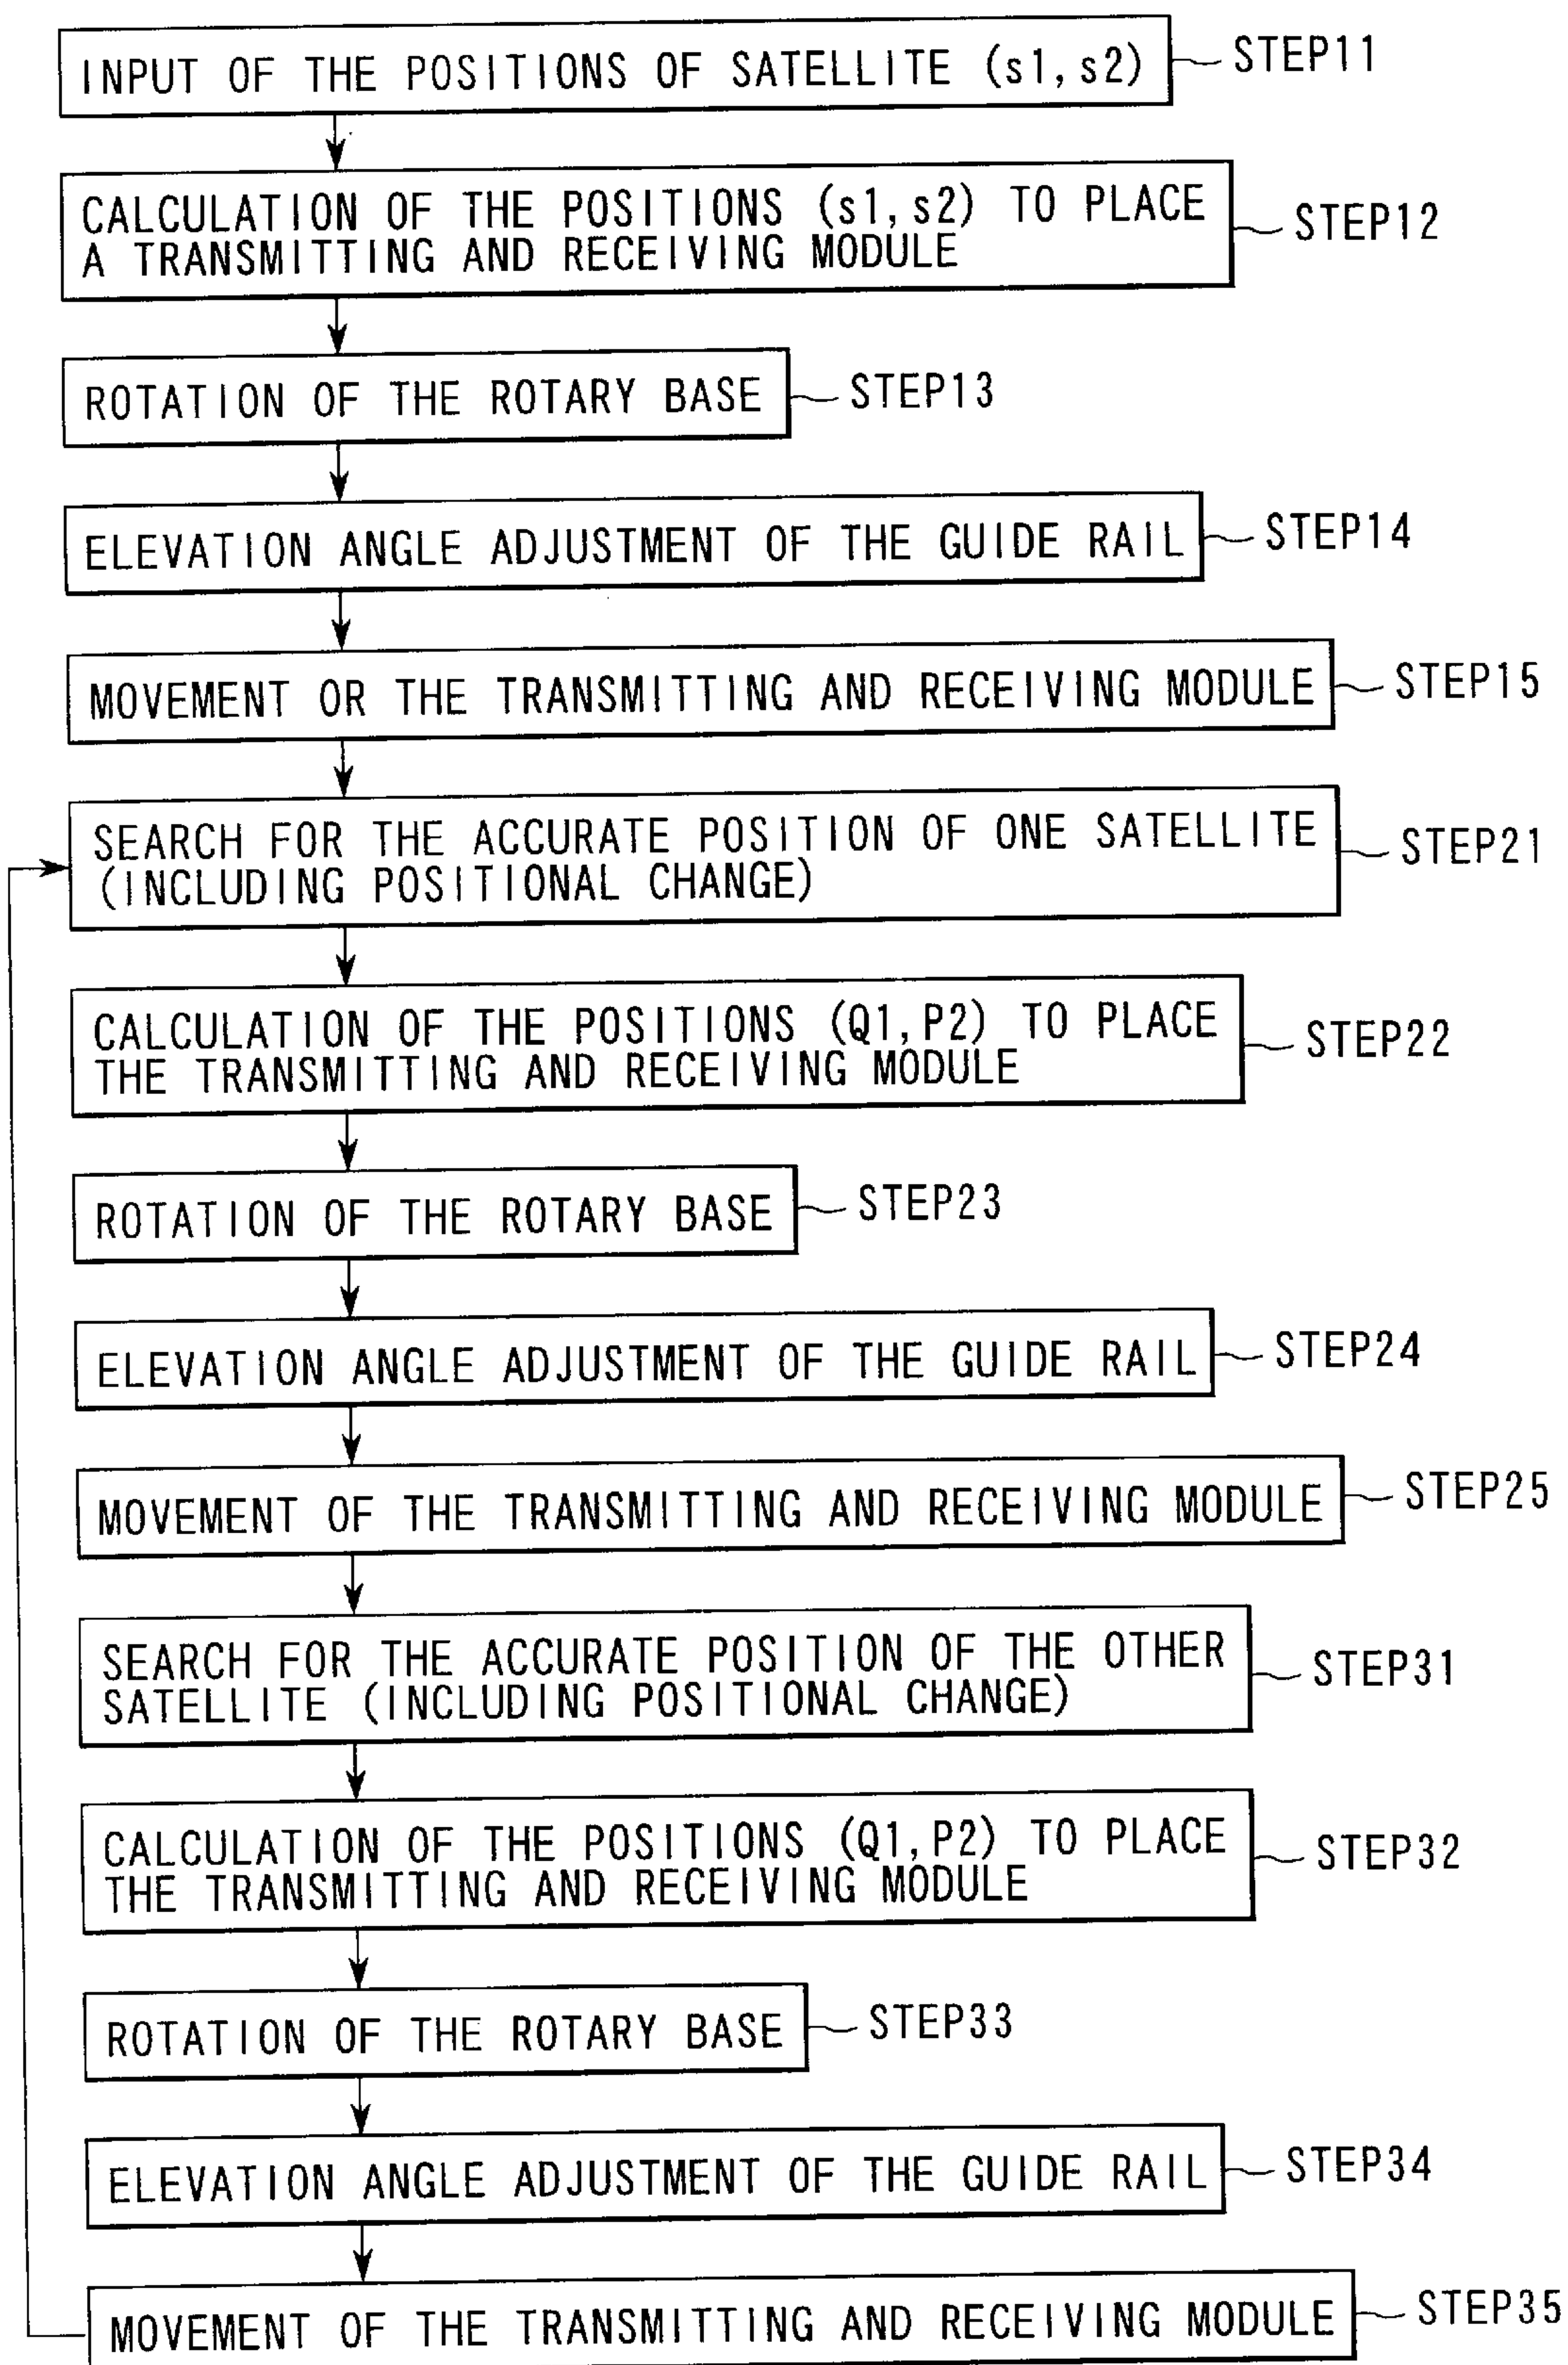 INPUT OF THE POSITIONS OF SATELLITE (s1,s2)
STEP11
CALCULATION OF THE POSITIONS (s1,s2) TO PLACE
A TRANSMITTING AND RECEIVING MODULE
STEP12
ROTATION OF THE ROTARY BASE
STEP13
ELEVATION ANGLE ADJUSTMENT OF THE GUIDE RAIL
STEP14
MOVEMENT OR THE TRANSMITTING AND RECEIVING MODULE
STEP15
SEARCH FOR THE ACCURATE POSITION OF ONE SATELLITE
(INCLUDING POSITIONAL CHANGE)
STEP21
CALCULATION OF THE POSITIONS (Q1,P2) TO PLACE
THE TRANSMITTING AND RECEIVING MODULE
STEP22
ROTATION OF THE ROTARY BASE
STEP23
ELEVATION ANGLE ADJUSTMENT OF THE GUIDE RAIL
STEP24
MOVEMENT OF THE TRANSMITTING AND RECEIVING MODULE
STEP25
SEARCH FOR THE ACCURATE POSITION OF THE OTHER
SATELLITE (INCLUDING POSITIONAL CHANGE)
STEP31
CALCULATION OF THE POSITIONS (Q1,P2) TO PLACE
THE TRANSMITTING AND RECEIVING MODULE
STEP32
ROTATION OF THE ROTARY BASE
STEP33
ELEVATION ANGLE ADJUSTMENT OF THE GUIDE RAIL
STEP34
MOVEMENT OF THE TRANSMITTING AND RECEIVING MODULE
STEP35